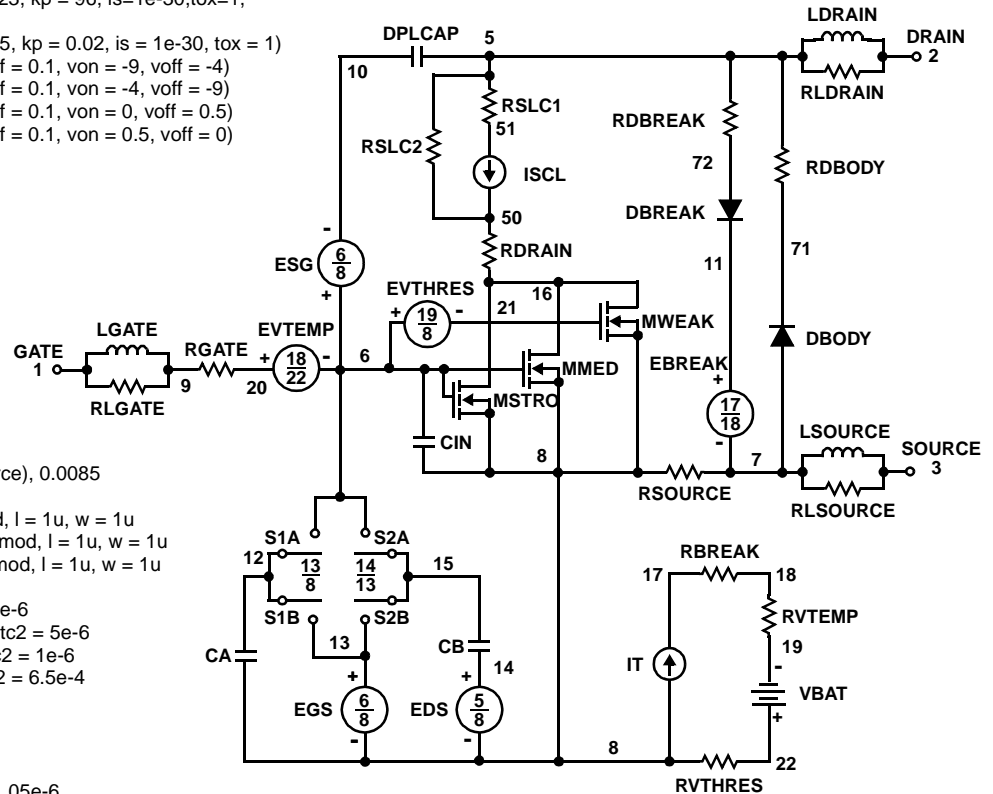 25, kp = 96, is=1e-30,tox=1,
5, kp = 0.02, is = 1e-30, tox = 1)
f = 0.1, von = -9, voff = -4)
f = 0.1, von = -4, voff = -9)
f = 0.1, von = 0, voff = 0.5)
f = 0.1, von = 0.5, voff = 0)
rce), 0.0085
d, l = 1u, w = 1u
mod, l = 1u, w = 1u
mod, l = 1u, w = 1u
e-6
tc2 = 5e-6
c2 = 1e-6
2 = 6.5e-4
.05e-6
LDRAIN
DPLCAP
5
DRAIN
2
10
RLDRAIN
RSLC1
51
RDBREAK
RSLC2
72
RDBODY
ISCL
DBREAK
50
-
6
8
ESG
+
RDRAIN
71
11
EVTHRES
16
21
+
19
8
-
MWEAK
LGATE
EVTEMP
DBODY
GATE
1
RGATE
+
18
22
-
6
EBREAK
MMED
+
9
20
17
18
MSTRO
RLGATE
-
LSOURCE
CIN
SOURCE
3
8
7
RSOURCE
RLSOURCE
S1A
S2A
RBREAK
12
13
8
14
13
15
17
18
S1B
S2B
RVTEMP
13
CB
19
CA
14
IT
-
+
+
VBAT
EGS
6
8
EDS
5
8
+
-
-
8
22
RVTHRES